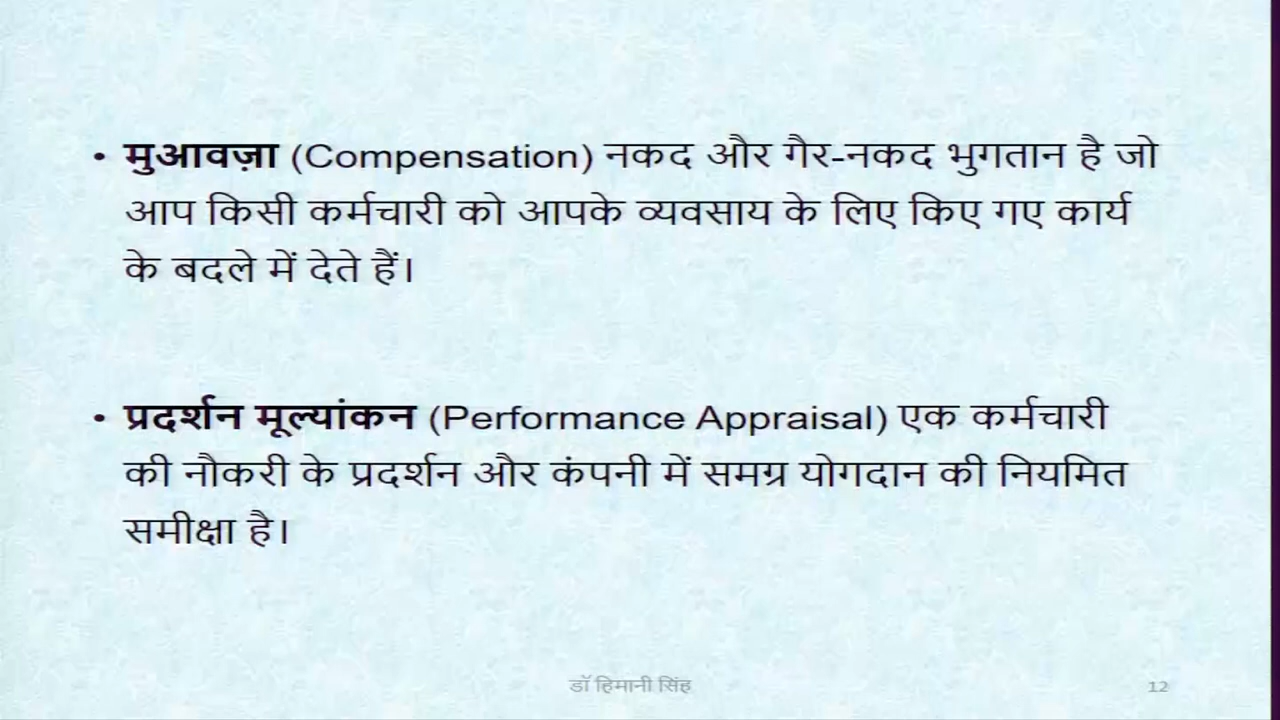 • मुआवज़ा (Compensation) नकद और गैर-नकद भुगतान है जो
आप किसी कर्मचारी को आपके व्यवसाय के लिए किए गए कार्य
के बदले में देते हैं।
• प्रदर्शन मूल्यांकन (Performance Appraisal) एक कर्मचारी
की नौकरी के प्रदर्शन और कंपनी में समग्र योगदान की नियमित
समीक्षा है।
डॉ हिमानी सिंह
12